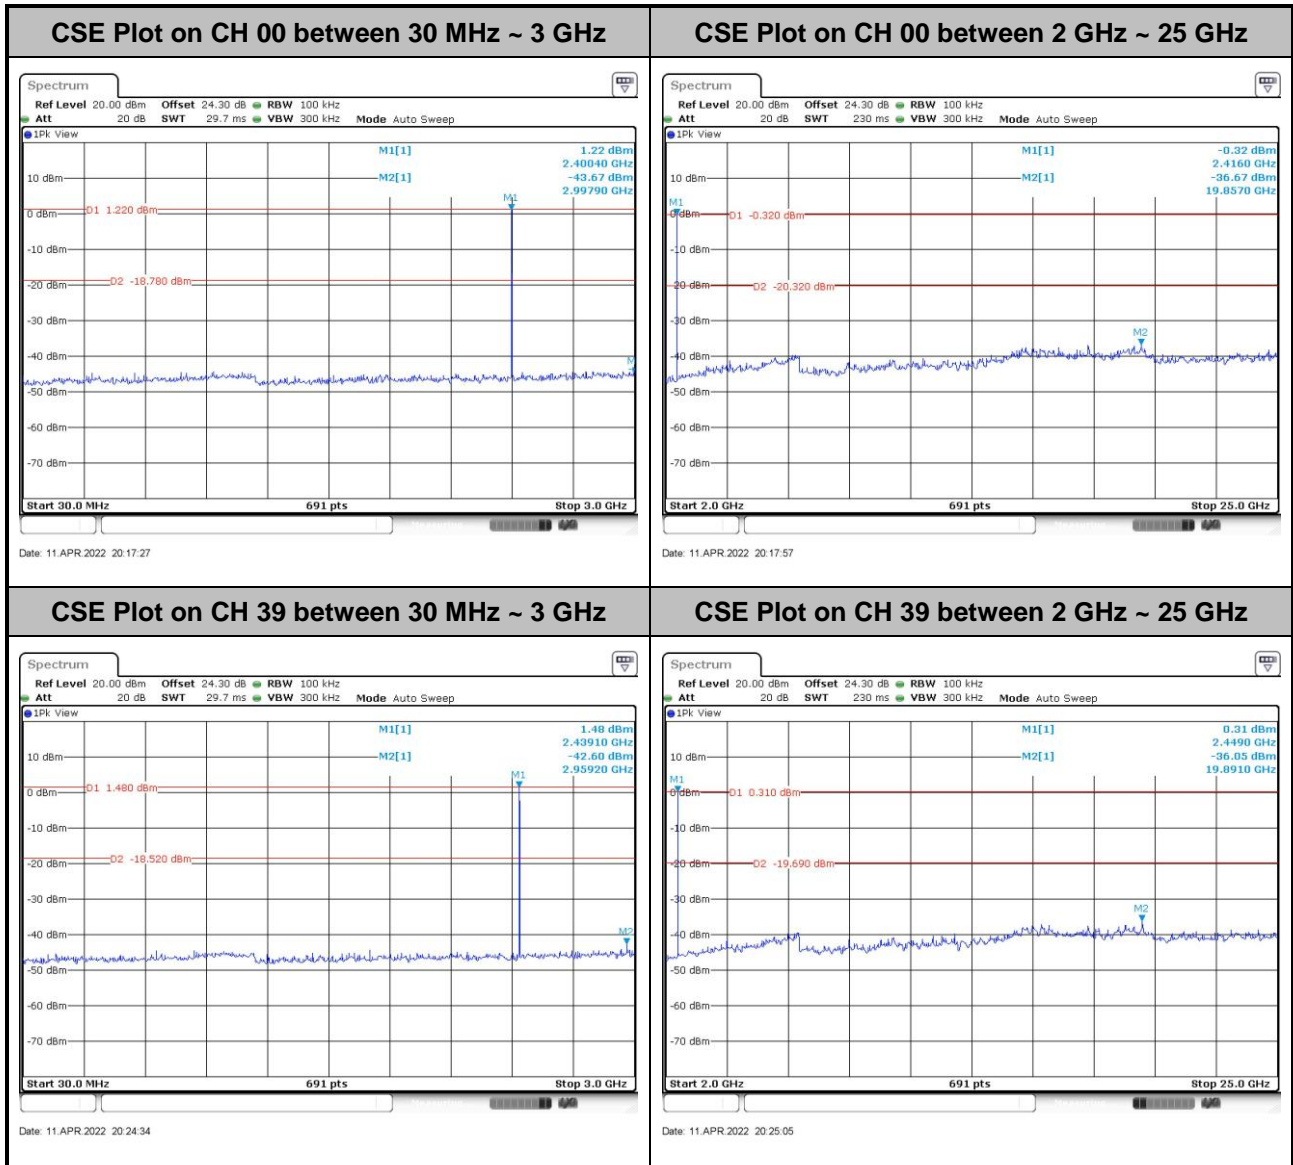 CSE Plot on CH 00 between 30 MHz ~ 3 GHz
Spectrum
Ref Level 20.00 dBm Offset 24.30 dB RBW 100 kHz
Att 20 dB SWT 29.7 ms VBW 300 kHz Mode Auto Sweep
1Pk View
M1[1] 1.22 dBm
2.40040 GHz
M2[1] -43.67 dBm
2.99790 GHz
10 dBm
M1
0 dBm
D1 1.220 dBm
-10 dBm
D2 -18.780 dBm
-20 dBm
-30 dBm
-40 dBm
M
-50 dBm
-60 dBm
-70 dBm
Start 30.0 MHz 691 pts Stop 3.0 GHz
Date: 11.APR.2022 20:17:27
CSE Plot on CH 00 between 2 GHz ~ 25 GHz
Spectrum
Ref Level 20.00 dBm Offset 24.30 dB RBW 100 kHz
Att 20 dB SWT 230 ms VBW 300 kHz Mode Auto Sweep
1Pk View
M1[1] -0.32 dBm
2.4160 GHz
M2[1] -36.67 dBm
19.8570 GHz
10 dBm
M1
0 dBm
D1 -0.320 dBm
-10 dBm
-20 dBm
D2 -20.320 dBm
-30 dBm
M2
-40 dBm
-50 dBm
-60 dBm
-70 dBm
Start 2.0 GHz 691 pts Stop 25.0 GHz
Date: 11.APR.2022 20:17:57
CSE Plot on CH 39 between 30 MHz ~ 3 GHz
Spectrum
Ref Level 20.00 dBm Offset 24.30 dB RBW 100 kHz
Att 20 dB SWT 29.7 ms VBW 300 kHz Mode Auto Sweep
1Pk View
M1[1] 1.48 dBm
2.43910 GHz
M2[1] -42.60 dBm
2.95920 GHz
10 dBm
M1
D1 1.480 dBm
0 dBm
-10 dBm
D2 -18.520 dBm
-20 dBm
-30 dBm
M2
-40 dBm
-50 dBm
-60 dBm
-70 dBm
Start 30.0 MHz 691 pts Stop 3.0 GHz
Date: 11.APR.2022 20:24:34
CSE Plot on CH 39 between 2 GHz ~ 25 GHz
Spectrum
Ref Level 20.00 dBm Offset 24.30 dB RBW 100 kHz
Att 20 dB SWT 230 ms VBW 300 kHz Mode Auto Sweep
1Pk View
M1[1] 0.31 dBm
2.4490 GHz
M2[1] -36.05 dBm
19.8910 GHz
10 dBm
M1
0 dBm
D1 0.310 dBm
-10 dBm
-20 dBm
D2 -19.690 dBm
-30 dBm
M2
-40 dBm
-50 dBm
-60 dBm
-70 dBm
Start 2.0 GHz 691 pts Stop 25.0 GHz
Date: 11.APR.2022 20:25:05